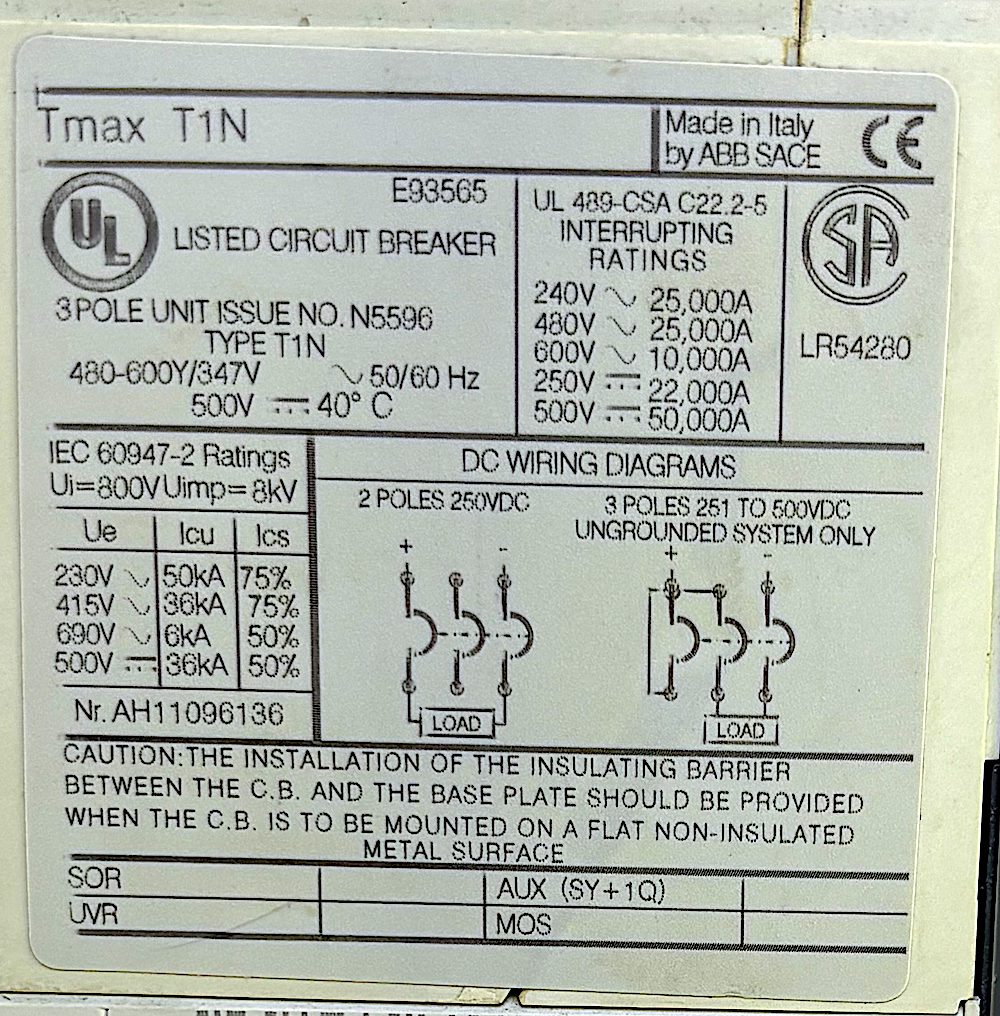 Tmax T1N
Made in Italy
by ABB SACE
CE
UL
E93565
LISTED CIRCUIT BREAKER
3 POLE UNIT ISSUE NO. N5596
TYPE T1N
480-600Y/347V ∿ 50/60 Hz
500V ⎓ 40° C
UL 489-CSA C22.2-5
INTERRUPTING
RATINGS
240V ∿ 25,000A
480V ∿ 25,000A
600V ∿ 10,000A
250V ⎓ 22,000A
500V ⎓ 50,000A
SA
LR54280
IEC 60947-2 Ratings
Ui=800V Uimp=8kV
Ue Icu Ics
230V ∿ 50kA 75%
415V ∿ 36kA 75%
690V ∿ 6kA 50%
500V ⎓ 36kA 50%
Nr. AH11096136
DC WIRING DIAGRAMS
2 POLES 250VDC
+ -
LOAD
3 POLES 251 TO 500VDC
UNGROUNDED SYSTEM ONLY
+ -
LOAD
CAUTION: THE INSTALLATION OF THE INSULATING BARRIER
BETWEEN THE C.B. AND THE BASE PLATE SHOULD BE PROVIDED
WHEN THE C.B. IS TO BE MOUNTED ON A FLAT NON-INSULATED
METAL SURFACE
SOR
AUX (SY+1Q)
UVR
MOS